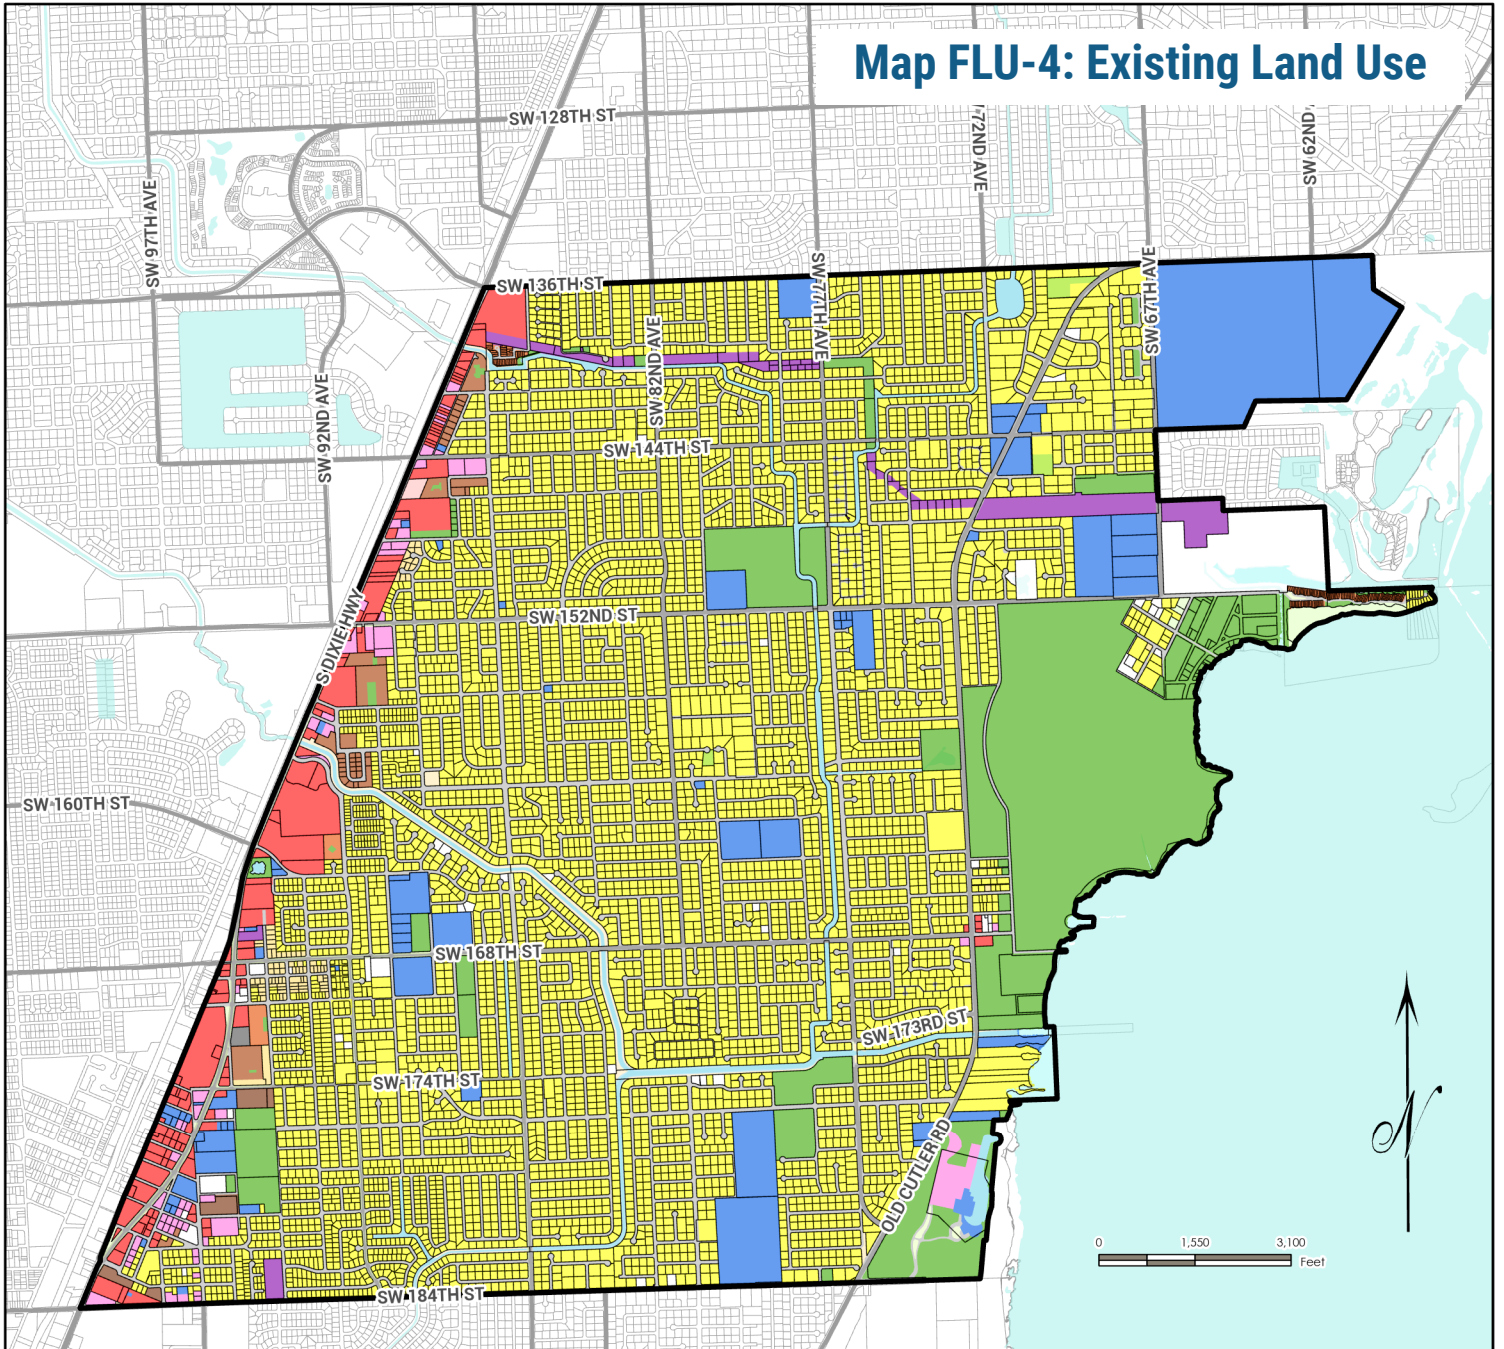 Map FLU-4: Existing Land Use
SW 128TH ST
72ND AVE
SW 62ND
SW 97TH AVE
SW 136TH ST
SW 77TH AVE
SW 67TH AVE
SW 82ND AVE
SW 92ND AVE
SW 144TH ST
S DIXIE HWY
SW 152ND ST
SW 160TH ST
SW 168TH ST
SW 173RD ST
SW 174TH ST
OLD CUTLER RD
SW 184TH ST
N
0 1,550 3,100
Feet